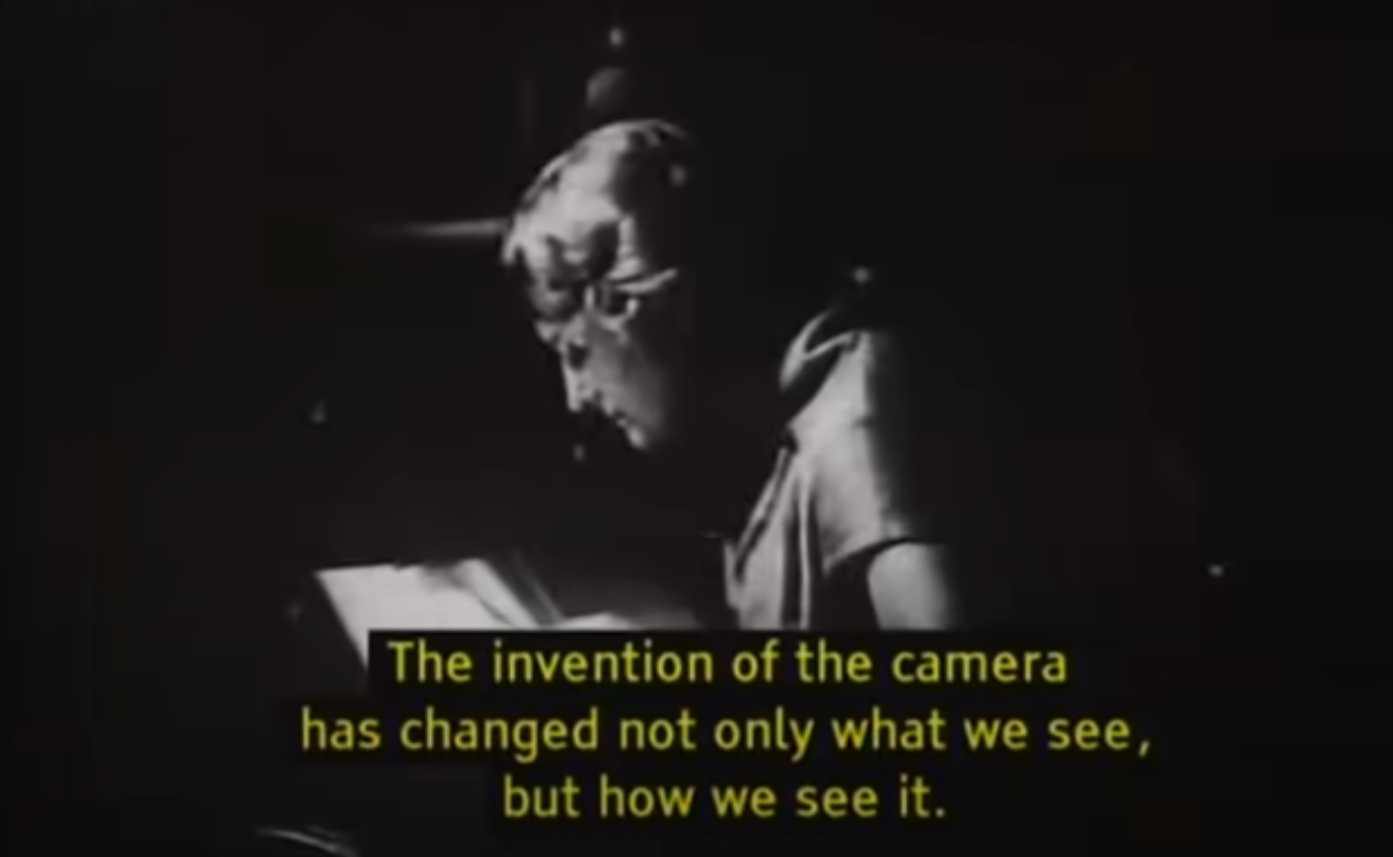 The invention of the camera
has changed not only what we see,
but how we see it.